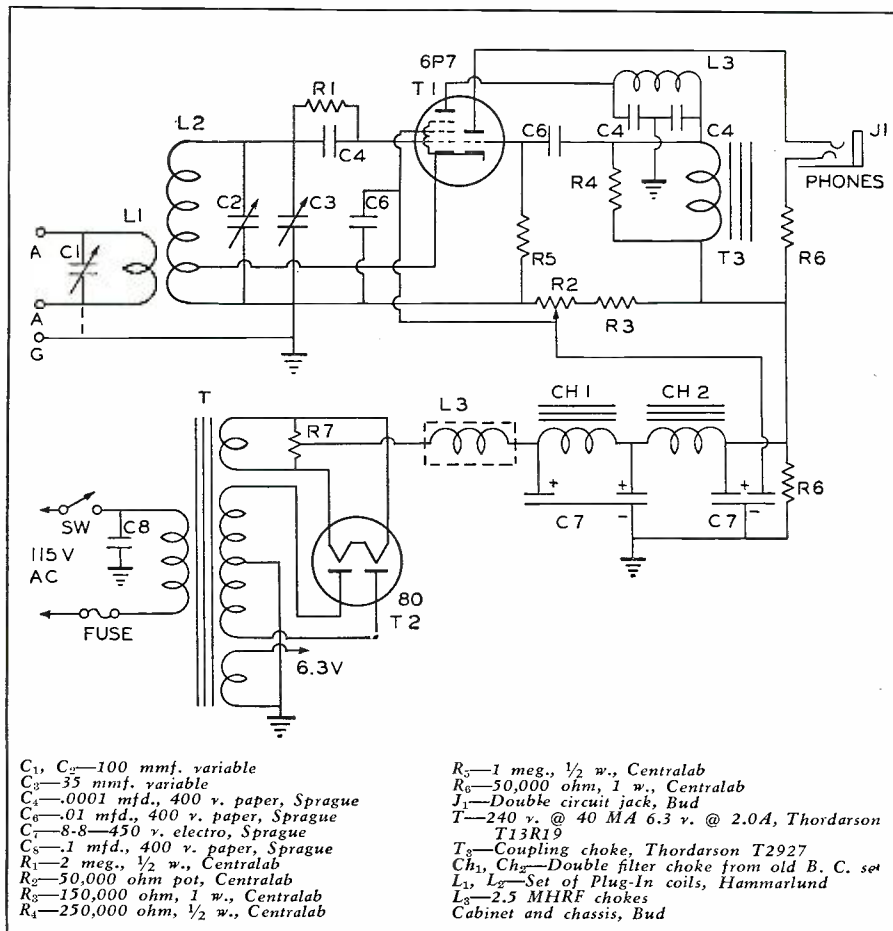 6P7
L3
R1
T1
L2
C4
C6
C4
C4
J1
PHONES
R4
C2
C3
C6
L1
A
C1
R5
T3
R6
R2
R3
A
G
T
R7
L3
CH 1
CH 2
+
+
+
+
R6
SW
C8
C7
-
C7
-
115V
AC
80
T2
FUSE
6.3V
C₁, C₂—100 mmf. variable
C₃—35 mmf. variable
C₄—.0001 mfd., 400 v. paper, Sprague
C₆—.01 mfd., 400 v. paper, Sprague
C₇—8-8—450 v. electro, Sprague
C₈—.1 mfd., 400 v. paper, Sprague
R₁—2 meg., ½ w., Centralab
R₂—50,000 ohm pot, Centralab
R₃—150,000 ohm, 1 w., Centralab
R₄—250,000 ohm, ½ w., Centralab
R₅—1 meg., ½ w., Centralab
R₆—50,000 ohm, 1 w., Centralab
J₁—Double circuit jack, Bud
T—240 v. @ 40 MA 6.3 v. @ 2.0A, Thordarson
T13R19
T₃—Coupling choke, Thordarson T2927
Ch₁, Ch₂—Double filter choke from old B. C. set
L₁, L₂—Set of Plug-In coils, Hammarlund
L₃—2.5 MHRF chokes
Cabinet and chassis, Bud